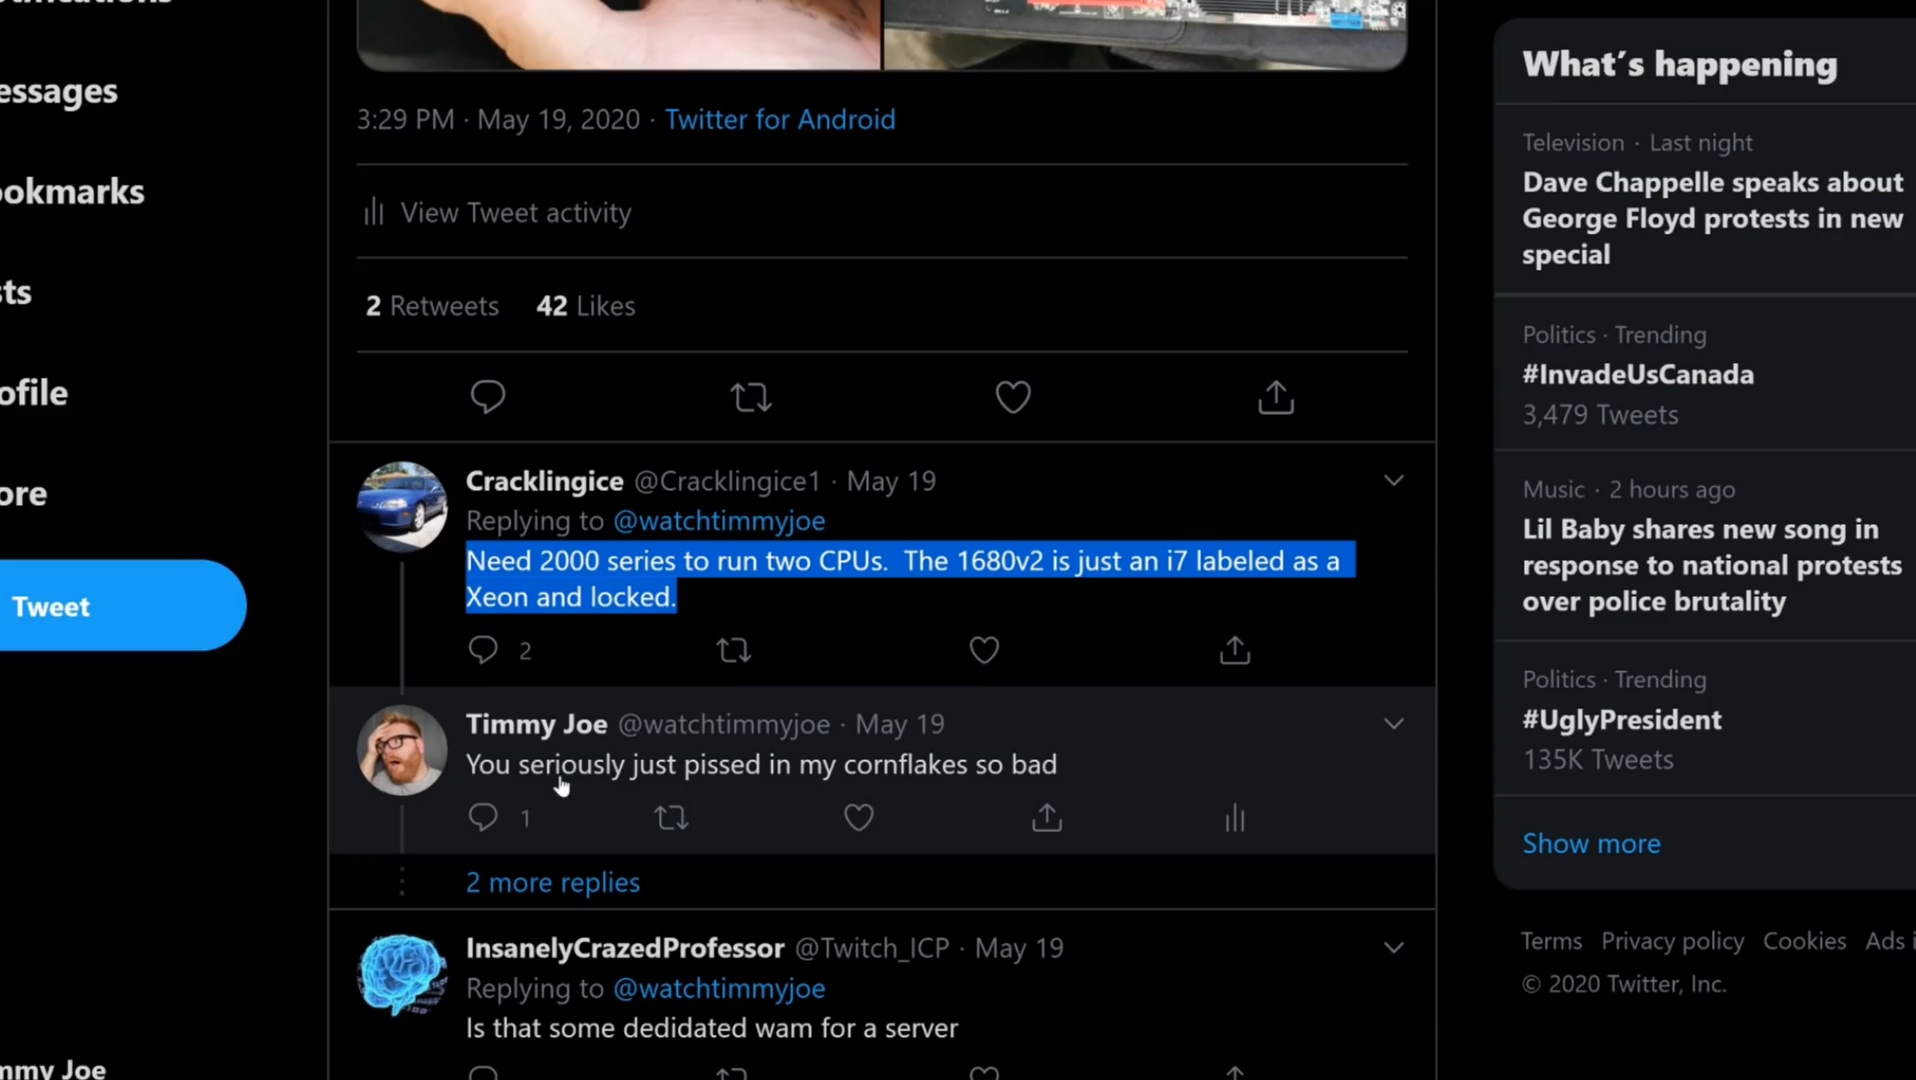 essages
ookmarks
sts
ofile
ore
Tweet
mmy Joe
3:29 PM · May 19, 2020 · Twitter for Android
View Tweet activity
2 Retweets 42 Likes
Cracklingice @Cracklingice1 · May 19
Replying to @watchtimmyjoe
Need 2000 series to run two CPUs. The 1680v2 is just an i7 labeled as a
Xeon and locked.
2
Timmy Joe @watchtimmyjoe · May 19
You seriously just pissed in my cornflakes so bad
1
2 more replies
InsanelyCrazedProfessor @Twitch_ICP · May 19
Replying to @watchtimmyjoe
Is that some dedidated wam for a server
What's happening
Television · Last night
Dave Chappelle speaks about
George Floyd protests in new
special
Politics · Trending
#InvadeUsCanada
3,479 Tweets
Music · 2 hours ago
Lil Baby shares new song in
response to national protests
over police brutality
Politics · Trending
#UglyPresident
135K Tweets
Show more
Terms Privacy policy Cookies Ads i
© 2020 Twitter, Inc.